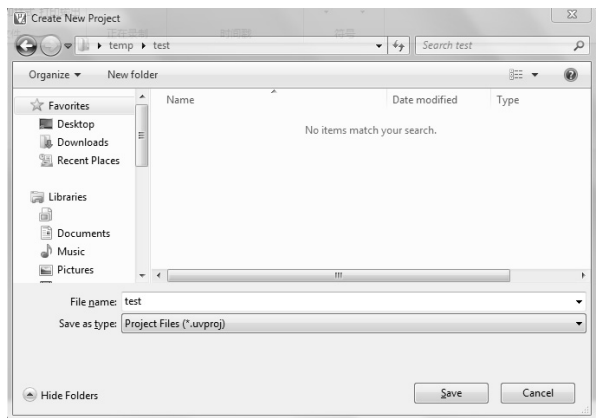 Create New Project
temp ▸ test
Search test
Organize ▾ New folder
Favorites
Desktop
Downloads
Recent Places
Libraries
Documents
Music
Pictures
Name Date modified Type
No items match your search.
File name: test
Save as type: Project Files (*.uvproj)
Hide Folders
Save Cancel